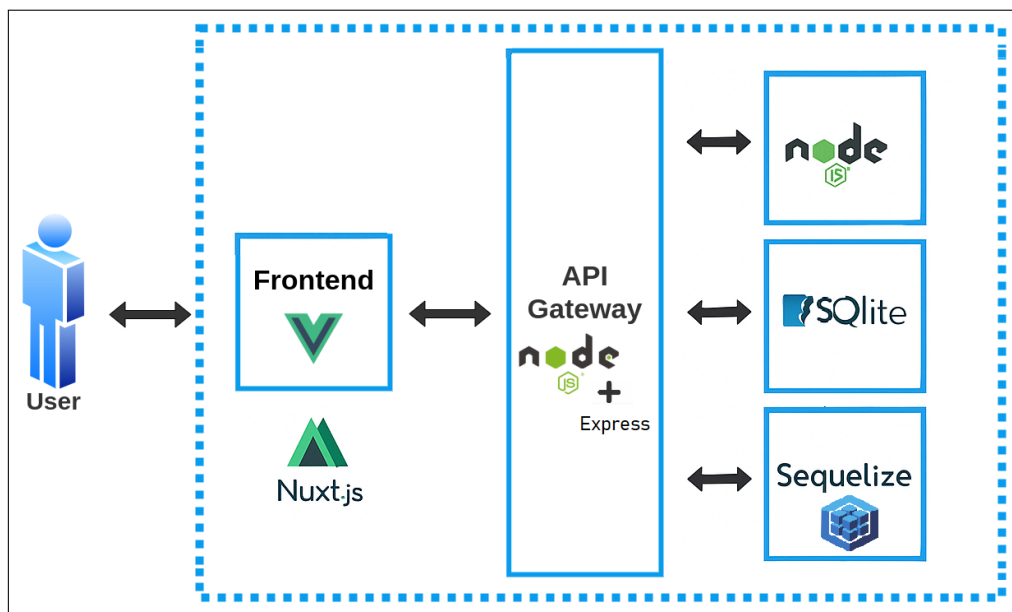 User
Frontend
Nuxt.js
API
Gateway
node
JS
+
Express
node
JS
SQlite
Sequelize